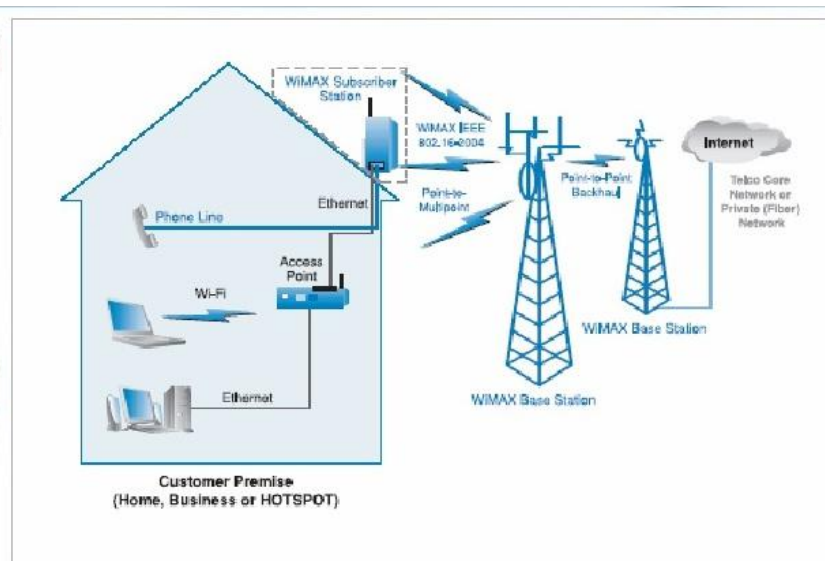 WiMAX Subscriber
Station
WiMAX IEEE
802.16-2004
Point-to-
Multipoint
Point-to-Point
Backhaul
Internet
Telco Core
Network or
Private (Fiber)
Network
Ethernet
Phone Line
Access
Point
Wi-Fi
Ethernet
WiMAX Base Station
WiMAX Base Station
Customer Premise
(Home, Business or HOTSPOT)